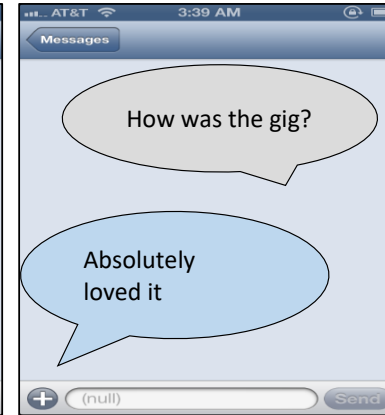 AT&T 3:39 AM
Messages
How was the gig?
Absolutely
loved it
(null)
Send